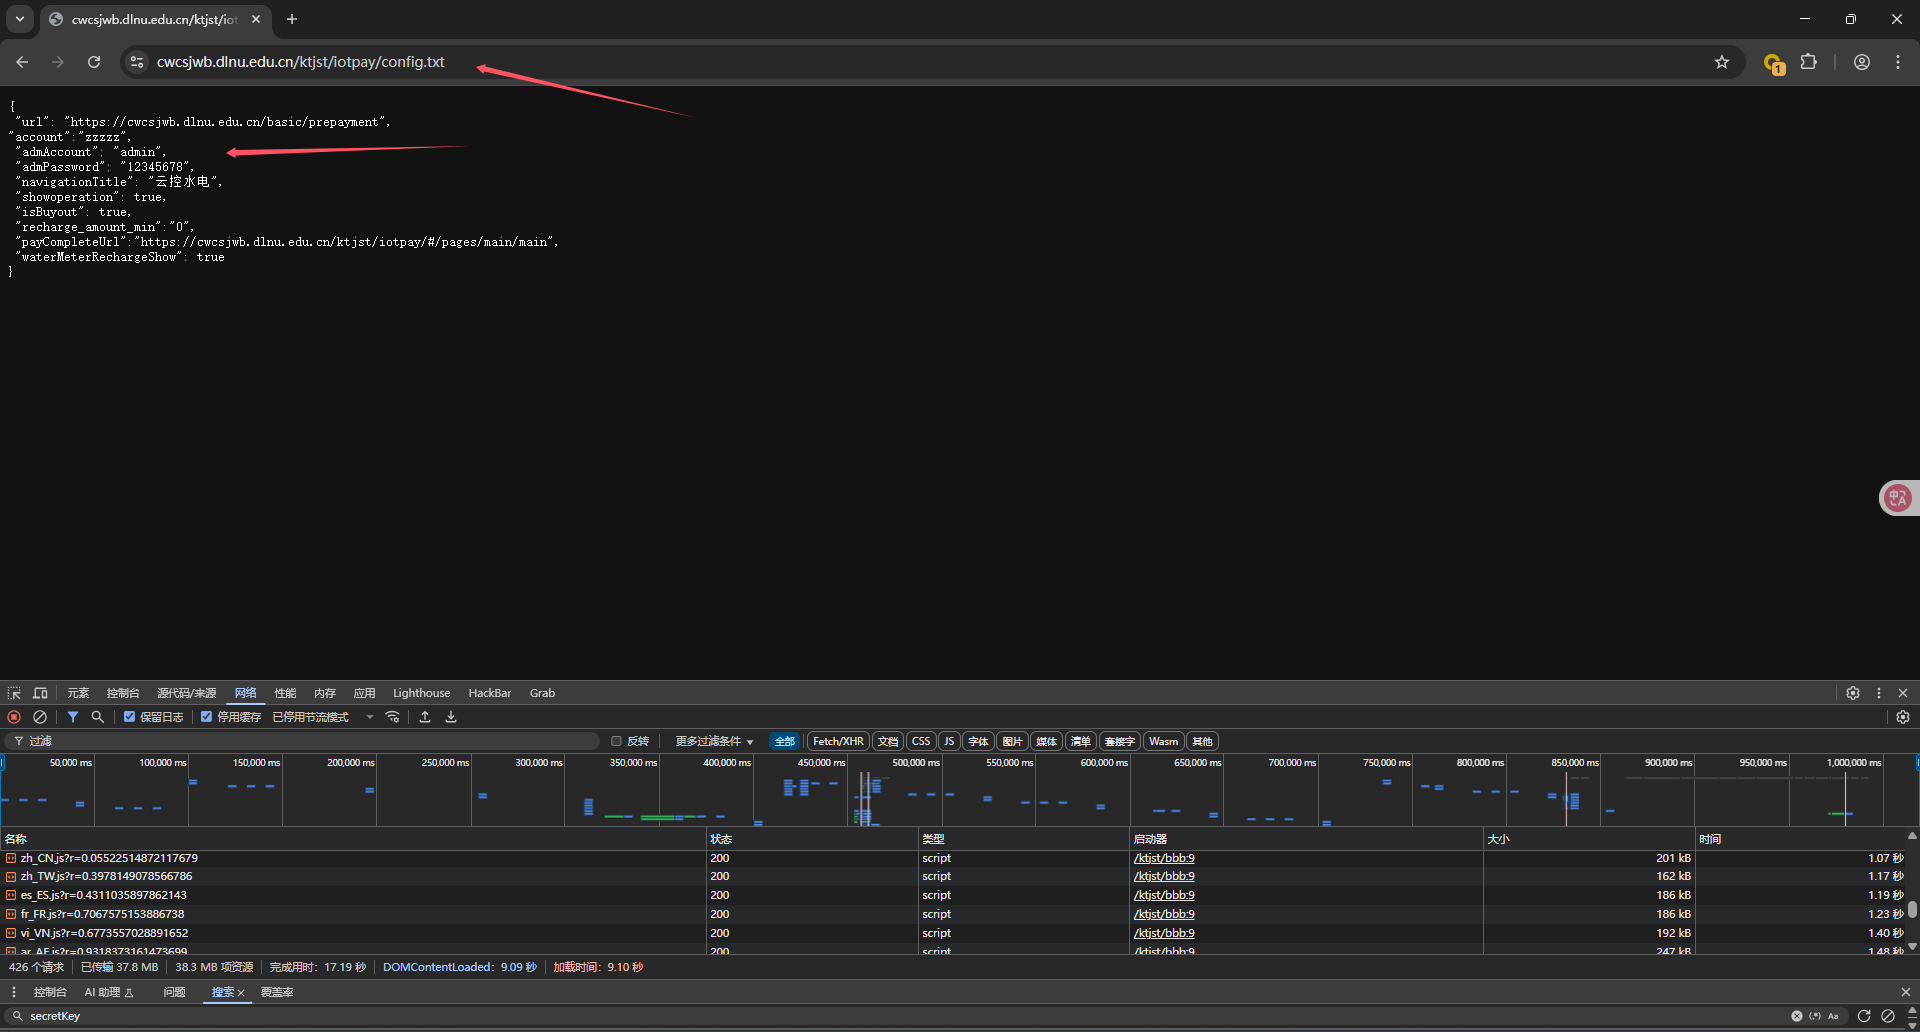 cwcsjwb.dlnu.edu.cn/ktjst/iot
cwcsjwb.dlnu.edu.cn/ktjst/iotpay/config.txt
1
{
"url": "https://cwcsjwb.dlnu.edu.cn/basic/prepayment",
"account":"zzzzz",
"admAccount": "admin",
"admPassword": "12345678",
"navigationTitle": "云控水电",
"showoperation": true,
"isBuyout": true,
"recharge_amount_min":"0",
"payCompleteUrl":"https://cwcsjwb.dlnu.edu.cn/ktjst/iotpay/#/pages/main/main",
"waterMeterRechargeShow": true
}
元素 控制台 源代码/来源 网络 性能 内存 应用 Lighthouse HackBar Grab
保留日志 停用缓存 已停用节流模式
过滤 反转 更多过滤条件 全部 Fetch/XHR 文档 CSS JS 字体 图片 媒体 清单 套接字 Wasm 其他
50,000 ms 100,000 ms 150,000 ms 200,000 ms 250,000 ms 300,000 ms 350,000 ms 400,000 ms 450,000 ms 500,000 ms 550,000 ms 600,000 ms 650,000 ms 700,000 ms 750,000 ms 800,000 ms 850,000 ms 900,000 ms 950,000 ms 1,000,000 ms
名称 状态 类型 启动器 大小 时间
zh_CN.js?r=0.05522514872117679 200 script /ktjst/bbb:9 201 kB 1.07 秒
zh_TW.js?r=0.3978149078566786 200 script /ktjst/bbb:9 162 kB 1.17 秒
es_ES.js?r=0.4311035897862143 200 script /ktjst/bbb:9 186 kB 1.19 秒
fr_FR.js?r=0.7067575153886738 200 script /ktjst/bbb:9 186 kB 1.23 秒
vi_VN.js?r=0.6773557028891652 200 script /ktjst/bbb:9 192 kB 1.40 秒
ar_AE.js?r=0.9318373161473699 200 script /ktjst/bbb:9 247 kB 1.48 秒
426 个请求 已传输 37.8 MB 38.3 MB 项资源 完成用时：17.19 秒 DOMContentLoaded：9.09 秒 加载时间：9.10 秒
控制台 AI 助理 问题 搜索 覆盖率
secretKey (.*) Aa